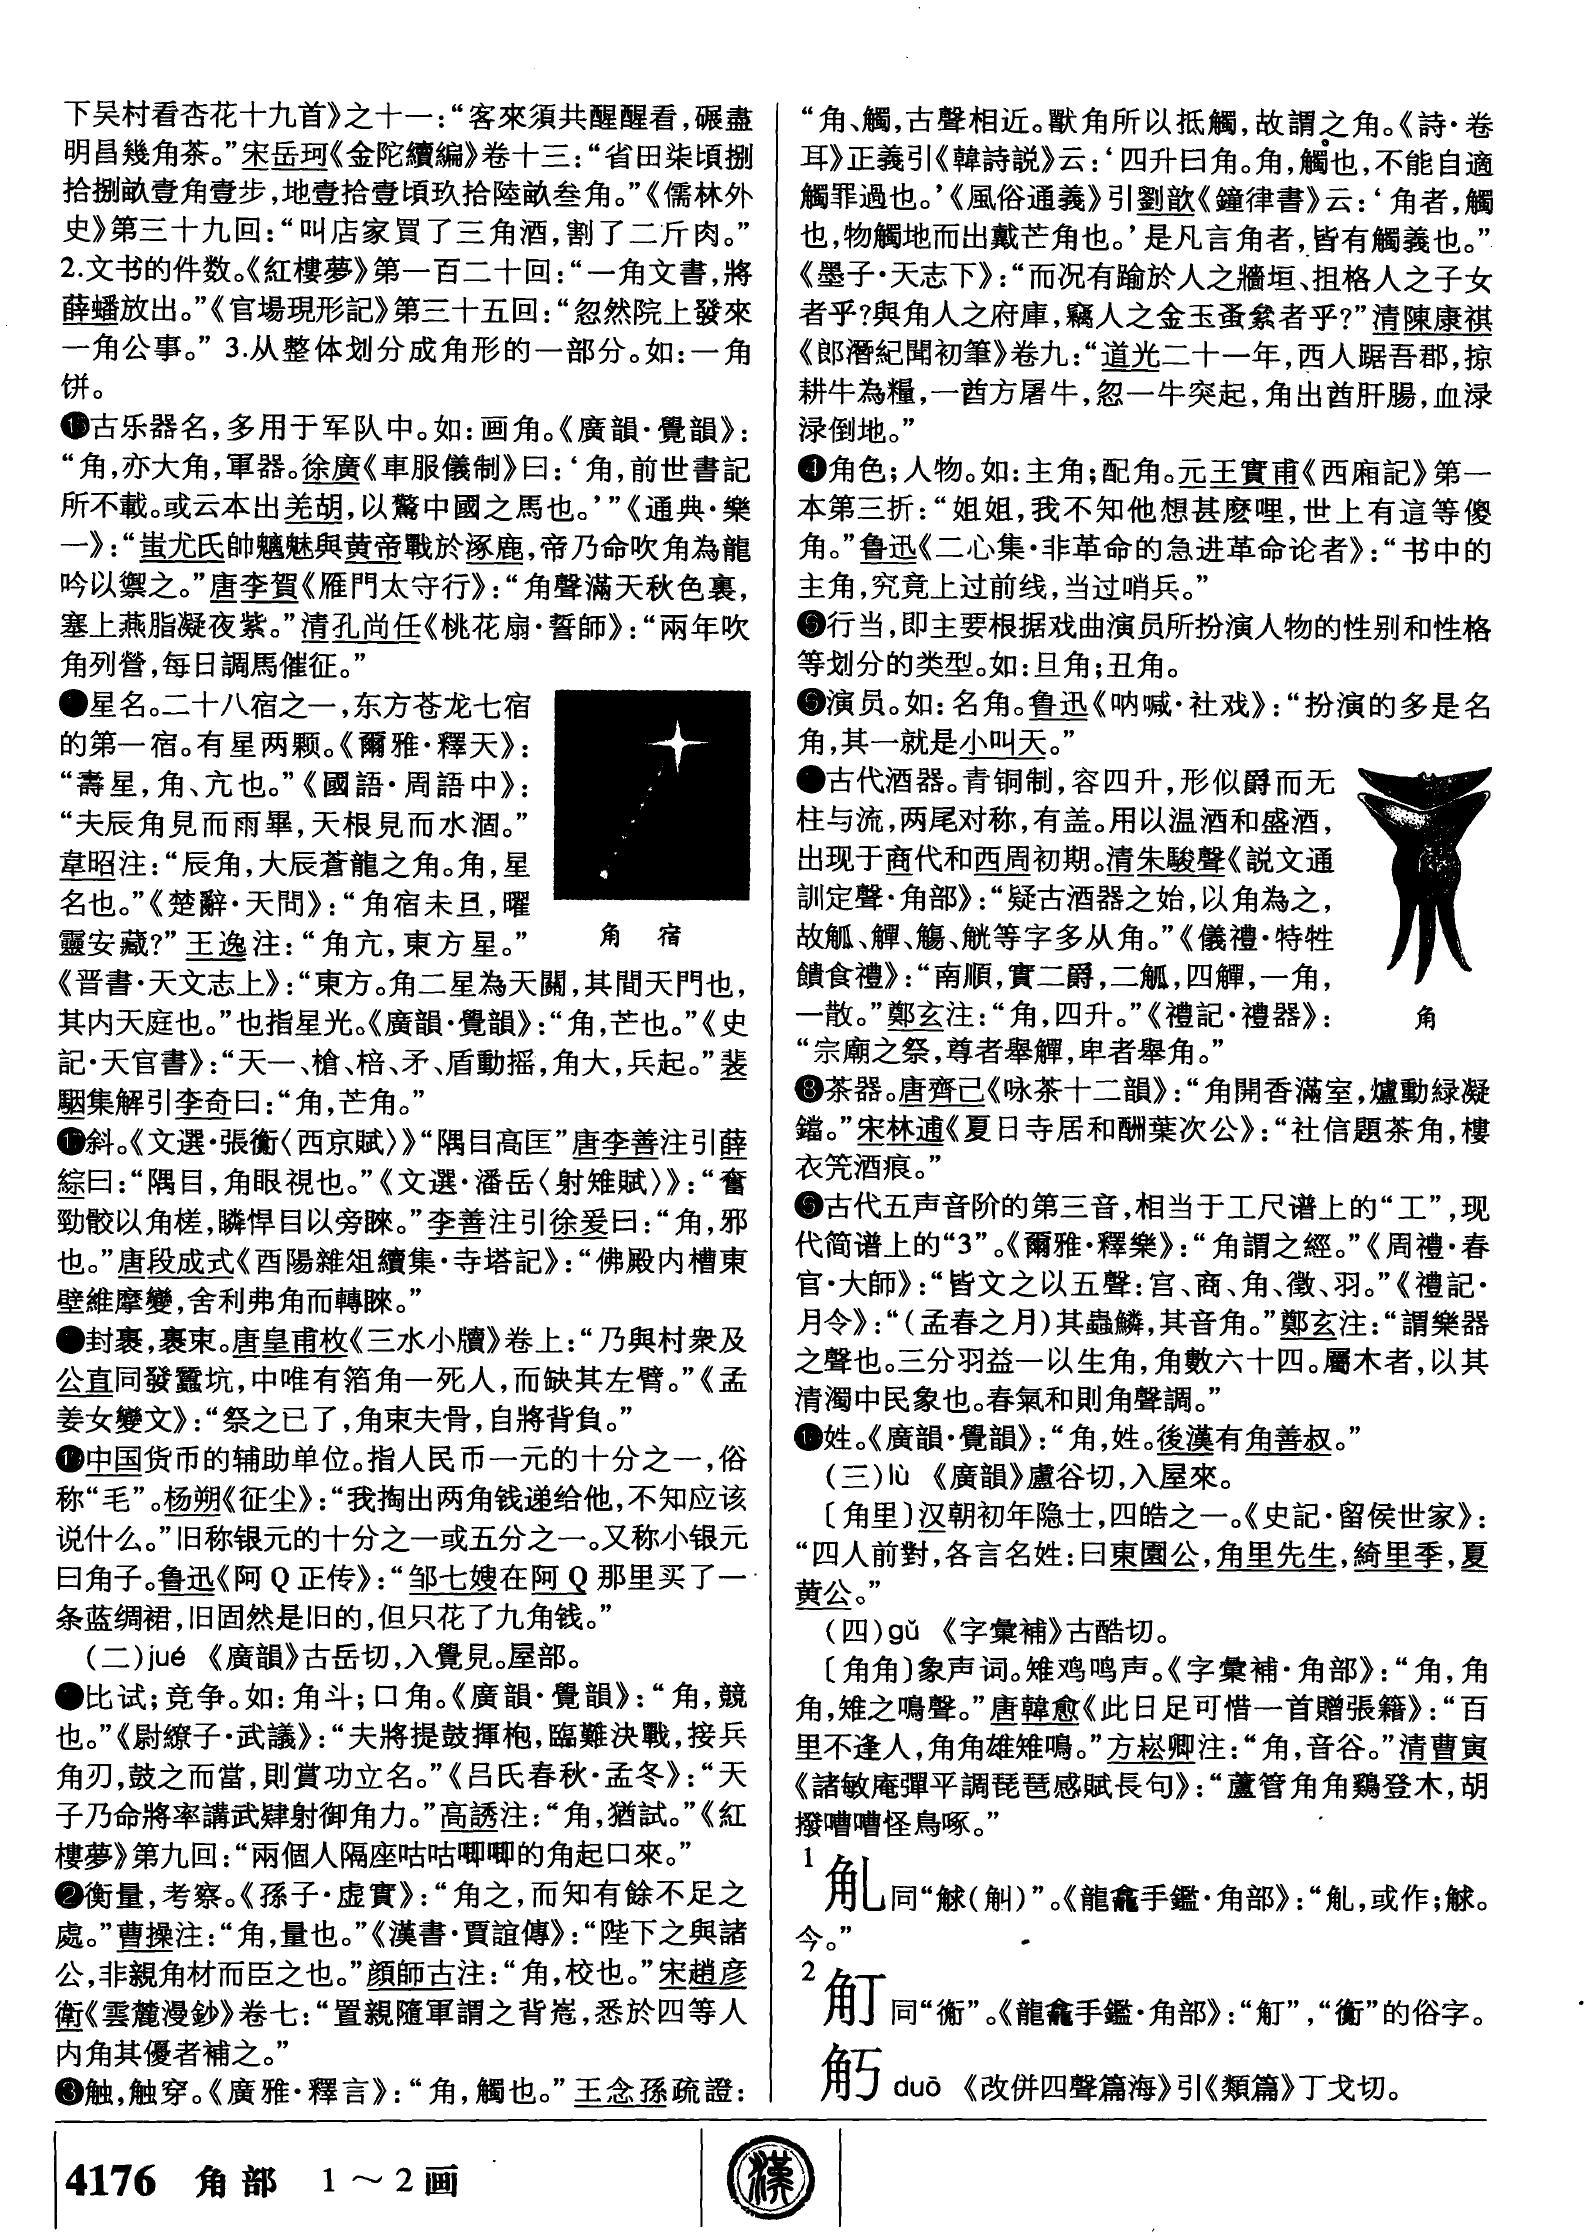 下吴村看杏花十九首》之十一：“客來須共醒醒看，碾盡
明昌幾角茶。”宋岳珂《金陀續編》卷十三：“省田柒頃捌
拾捌畝壹角壹步，地壹拾壹頃玖拾陸畝叁角。”《儒林外
史》第三十九回：“叫店家買了三角酒，割了二斤肉。”
2.文书的件数。《紅樓夢》第一百二十回：“一角文書，將
薛蟠放出。”《官場現形記》第三十五回：“忽然院上發來
一角公事。” 3.从整体划分成角形的一部分。如：一角
饼。
古乐器名，多用于军队中。如：画角。《廣韻·覺韻》：
“角，亦大角，軍器。徐廣《車服儀制》曰：‘角，前世書記
所不載。或云本出羌胡，以驚中國之馬也。’”《通典·樂
一》：“蚩尤氏帥魑魅與黄帝戰於涿鹿，帝乃命吹角為龍
吟以禦之。”唐李賀《雁門太守行》：“角聲滿天秋色裏，
塞上燕脂凝夜紫。”清孔尚任《桃花扇·誓師》：“兩年吹
角列營，每日調馬催征。”
星名。二十八宿之一，东方苍龙七宿
的第一宿。有星两颗。《爾雅·釋天》：
“壽星，角、亢也。”《國語·周語中》：
“夫辰角見而雨畢，天根見而水涸。”
韋昭注：“辰角，大辰蒼龍之角。角，星
名也。”《楚辭·天問》：“角宿未旦，曜
靈安藏？”王逸注：“角亢，東方星。”
角 宿
《晋書·天文志上》：“東方。角二星為天關，其間天門也，
其内天庭也。”也指星光。《廣韻·覺韻》：“角，芒也。”《史
記·天官書》：“天一、槍、棓、矛、盾動摇，角大，兵起。”裴
駰集解引李奇曰：“角，芒角。”
斜。《文選·張衡〈西京賦〉》“隅目高匡”唐李善注引薛
綜曰：“隅目，角眼視也。”《文選·潘岳〈射雉賦〉》：“奮
勁骹以角槎，瞵悍目以旁睞。”李善注引徐爰曰：“角，邪
也。”唐段成式《酉陽雜俎續集·寺塔記》：“佛殿内槽東
壁維摩變，舍利弗角而轉睞。”
封裹，裹束。唐皇甫枚《三水小牘》卷上：“乃與村衆及
公直同發蠶坑，中唯有箔角一死人，而缺其左臂。”《孟
姜女變文》：“祭之已了，角束夫骨，自將背負。”
中国货币的辅助单位。指人民币一元的十分之一，俗
称“毛”。杨朔《征尘》：“我掏出两角钱递给他，不知应该
说什么。”旧称银元的十分之一或五分之一。又称小银元
曰角子。鲁迅《阿Q正传》：“邹七嫂在阿Q那里买了一
条蓝绸裙，旧固然是旧的，但只花了九角钱。”
（二）jué 《廣韻》古岳切，入覺見。屋部。
比试；竞争。如：角斗；口角。《廣韻·覺韻》：“角，競
也。”《尉繚子·武議》：“夫將提鼓揮枹，臨難決戰，接兵
角刃，鼓之而當，則賞功立名。”《吕氏春秋·孟冬》：“天
子乃命將率講武肄射御角力。”高誘注：“角，猶試。”《紅
樓夢》第九回：“兩個人隔座咕咕唧唧的角起口來。”
❷衡量，考察。《孫子·虚實》：“角之，而知有餘不足之
處。”曹操注：“角，量也。”《漢書·賈誼傳》：“陛下之與諸
公，非親角材而臣之也。”顔師古注：“角，校也。”宋趙彦
衛《雲麓漫鈔》卷七：“置親隨軍謂之背嵬，悉於四等人
内角其優者補之。”
❸触，触穿。《廣雅·釋言》：“角，觸也。”王念孫疏證：
“角、觸，古聲相近。獸角所以抵觸，故謂之角。《詩·卷
耳》正義引《韓詩説》云：‘四升曰角。角，觸也，不能自適
觸罪過也。’《風俗通義》引劉歆《鐘律書》云：‘角者，觸
也，物觸地而出戴芒角也。’是凡言角者，皆有觸義也。”
《墨子·天志下》：“而况有踰於人之牆垣、抯格人之子女
者乎？與角人之府庫，竊人之金玉蚤絫者乎？”清陳康祺
《郎潛紀聞初筆》卷九：“道光二十一年，西人踞吾郡，掠
耕牛為糧，一酋方屠牛，忽一牛突起，角出酋肝腸，血渌
渌倒地。”
❹角色；人物。如：主角；配角。元王實甫《西廂記》第一
本第三折：“姐姐，我不知他想甚麽哩，世上有這等傻
角。”鲁迅《二心集·非革命的急进革命论者》：“书中的
主角，究竟上过前线，当过哨兵。”
行当，即主要根据戏曲演员所扮演人物的性别和性格
等划分的类型。如：旦角；丑角。
演员。如：名角。鲁迅《呐喊·社戏》：“扮演的多是名
角，其一就是小叫天。”
古代酒器。青铜制，容四升，形似爵而无
柱与流，两尾对称，有盖。用以温酒和盛酒，
出现于商代和西周初期。清朱駿聲《説文通
訓定聲·角部》：“疑古酒器之始，以角為之，
故觚、觶、觴、觥等字多从角。”《儀禮·特牲
饋食禮》：“南順，實二爵，二觚，四觶，一角，
一散。”鄭玄注：“角，四升。”《禮記·禮器》：
角
“宗廟之祭，尊者舉觶，卑者舉角。”
❽茶器。唐齊己《咏茶十二韻》：“角開香滿室，爐動緑凝
鐺。”宋林逋《夏日寺居和酬葉次公》：“社信題茶角，樓
衣笐酒痕。”
古代五声音阶的第三音，相当于工尺谱上的“工”，现
代简谱上的“3”。《爾雅·釋樂》：“角謂之經。”《周禮·春
官·大師》：“皆文之以五聲：宫、商、角、徵、羽。”《禮記·
月令》：“（孟春之月）其蟲鱗，其音角。”鄭玄注：“謂樂器
之聲也。三分羽益一以生角，角數六十四。屬木者，以其
清濁中民象也。春氣和則角聲調。”
姓。《廣韻·覺韻》：“角，姓。後漢有角善叔。”
（三）lù 《廣韻》盧谷切，入屋來。
〔角里〕汉朝初年隐士，四皓之一。《史記·留侯世家》：
“四人前對，各言名姓：曰東園公，角里先生，綺里季，夏
黄公。”
（四）gǔ 《字彙補》古酷切。
〔角角〕象声词。雉鸡鸣声。《字彙補·角部》：“角，角
角，雉之鳴聲。”唐韓愈《此日足可惜一首贈張籍》：“百
里不逢人，角角雄雉鳴。”方崧卿注：“角，音谷。”清曹寅
《諸敏庵彈平調琵琶感賦長句》：“蘆管角角鷄登木，胡
撥嘈嘈怪鳥啄。”
1 觓同“觩（觓）”。《龍龕手鑑·角部》：“，或作；觩。
今。”
2 𧢸同“衡”。《龍龕手鑑·角部》：“”，“衡”的俗字。
duō 《改併四聲篇海》引《類篇》丁戈切。
4176 角部 1～2画
漢